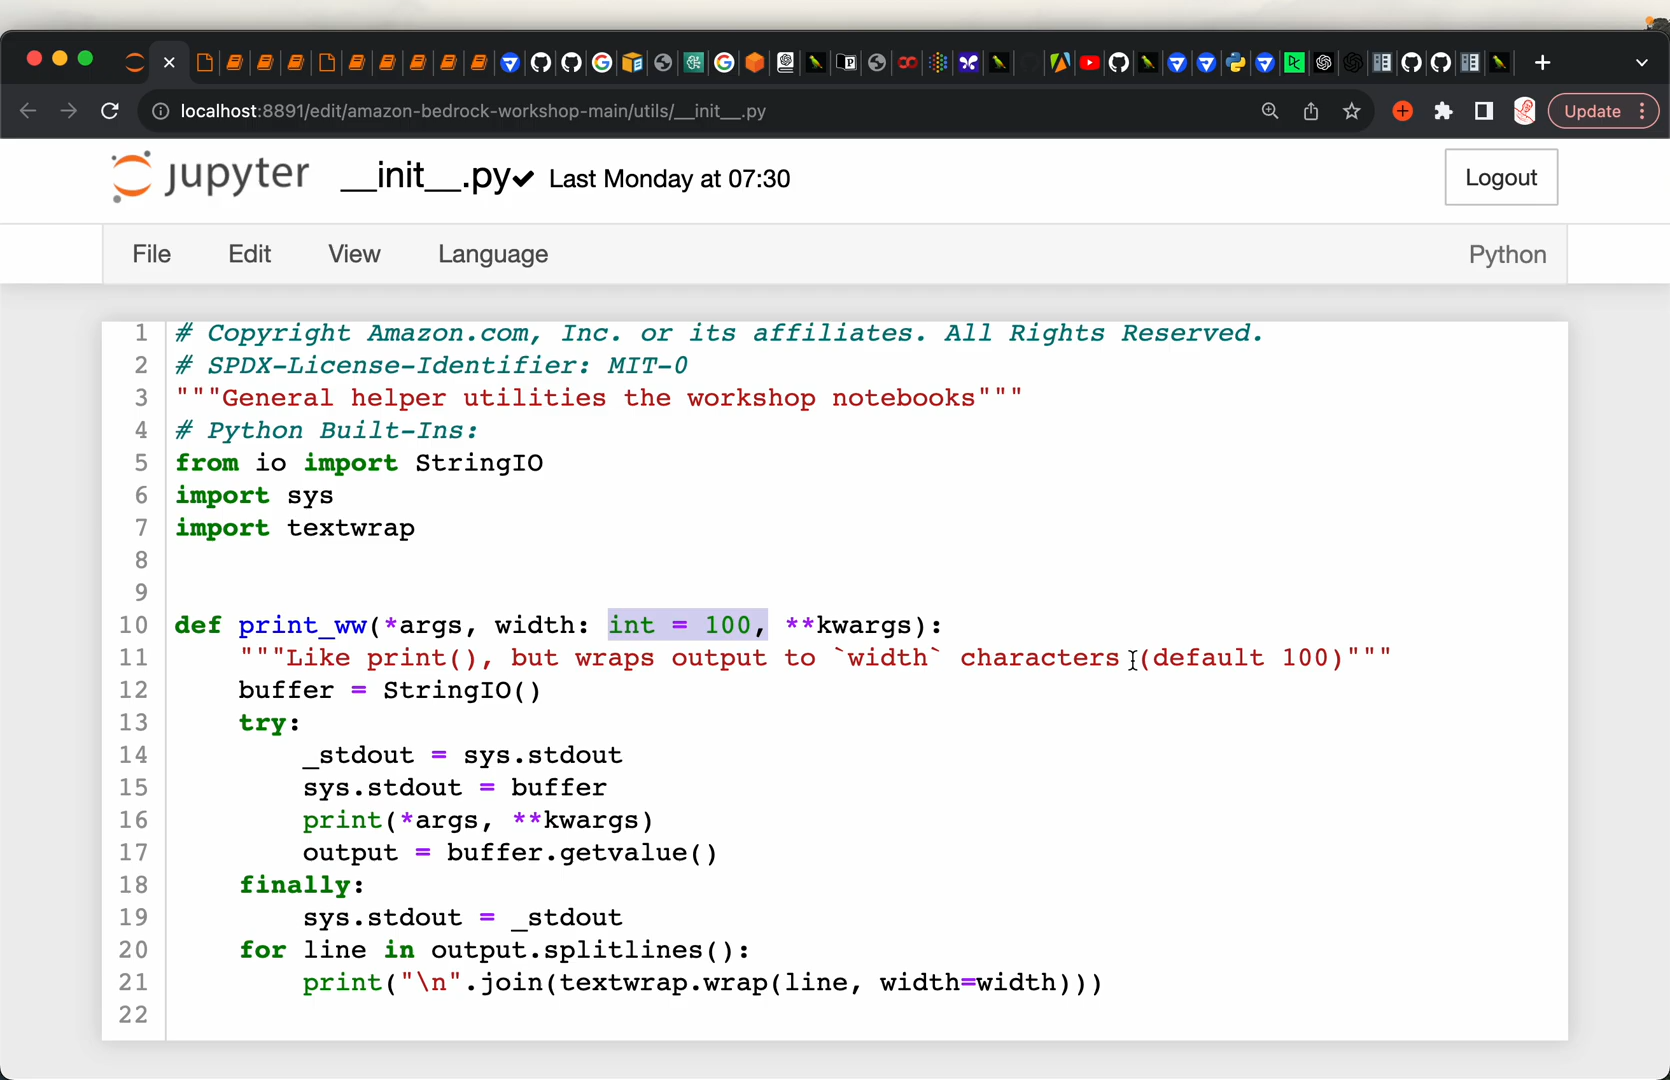 localhost:8891/edit/amazon-bedrock-workshop-main/utils/__init__.py
Update
jupyter __init__.py✔ Last Monday at 07:30
Logout
File Edit View Language
Python
1 # Copyright Amazon.com, Inc. or its affiliates. All Rights Reserved.
2 # SPDX-License-Identifier: MIT-0
3 """General helper utilities the workshop notebooks"""
4 # Python Built-Ins:
5 from io import StringIO
6 import sys
7 import textwrap
8
9
10 def print_ww(*args, width: int = 100, **kwargs):
11     """Like print(), but wraps output to `width` characters (default 100)"""
12     buffer = StringIO()
13     try:
14         _stdout = sys.stdout
15         sys.stdout = buffer
16         print(*args, **kwargs)
17         output = buffer.getvalue()
18     finally:
19         sys.stdout = _stdout
20     for line in output.splitlines():
21         print("\n".join(textwrap.wrap(line, width=width)))
22